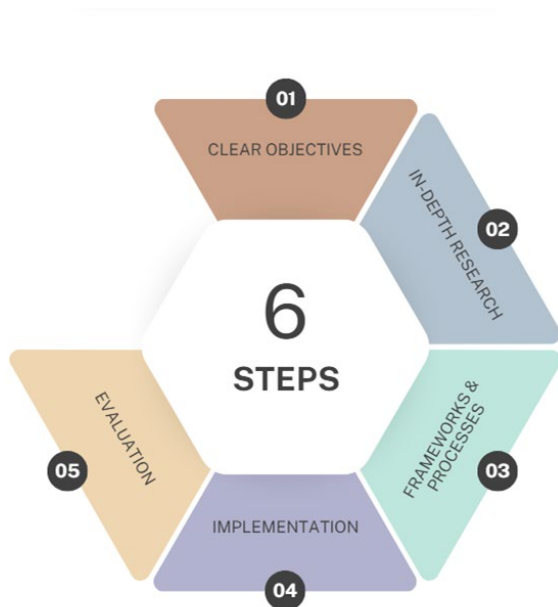 01
CLEAR OBJECTIVES
02
IN-DEPTH RESEARCH
6
STEPS
03
FRAMEWORKS &
PROCESSES
04
IMPLEMENTATION
05
EVALUATION